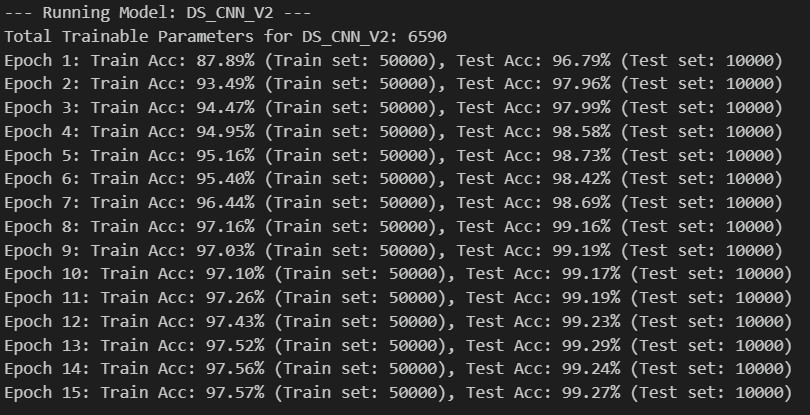 --- Running Model: DS_CNN_V2 ---
Total Trainable Parameters for DS_CNN_V2: 6590
Epoch 1: Train Acc: 87.89% (Train set: 50000), Test Acc: 96.79% (Test set: 10000)
Epoch 2: Train Acc: 93.49% (Train set: 50000), Test Acc: 97.96% (Test set: 10000)
Epoch 3: Train Acc: 94.47% (Train set: 50000), Test Acc: 97.99% (Test set: 10000)
Epoch 4: Train Acc: 94.95% (Train set: 50000), Test Acc: 98.58% (Test set: 10000)
Epoch 5: Train Acc: 95.16% (Train set: 50000), Test Acc: 98.73% (Test set: 10000)
Epoch 6: Train Acc: 95.40% (Train set: 50000), Test Acc: 98.42% (Test set: 10000)
Epoch 7: Train Acc: 96.44% (Train set: 50000), Test Acc: 98.69% (Test set: 10000)
Epoch 8: Train Acc: 97.16% (Train set: 50000), Test Acc: 99.16% (Test set: 10000)
Epoch 9: Train Acc: 97.03% (Train set: 50000), Test Acc: 99.19% (Test set: 10000)
Epoch 10: Train Acc: 97.10% (Train set: 50000), Test Acc: 99.17% (Test set: 10000)
Epoch 11: Train Acc: 97.26% (Train set: 50000), Test Acc: 99.19% (Test set: 10000)
Epoch 12: Train Acc: 97.43% (Train set: 50000), Test Acc: 99.23% (Test set: 10000)
Epoch 13: Train Acc: 97.52% (Train set: 50000), Test Acc: 99.29% (Test set: 10000)
Epoch 14: Train Acc: 97.56% (Train set: 50000), Test Acc: 99.24% (Test set: 10000)
Epoch 15: Train Acc: 97.57% (Train set: 50000), Test Acc: 99.27% (Test set: 10000)